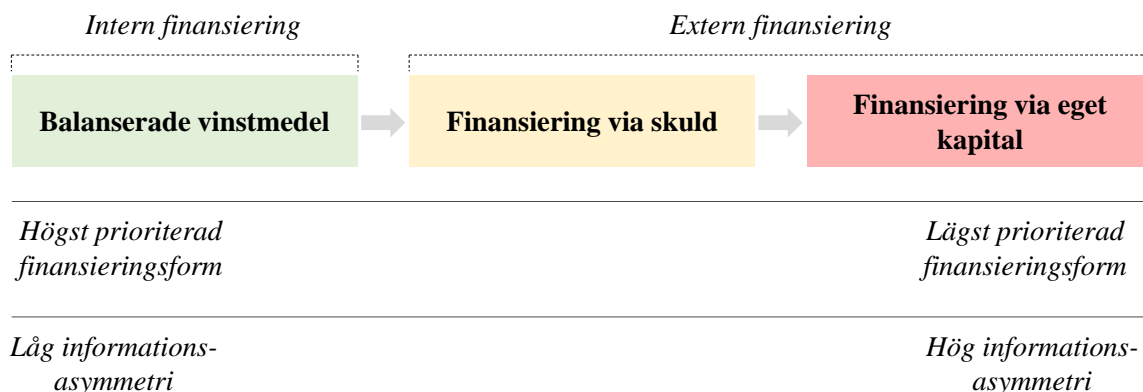 Intern finansiering
Extern finansiering
Balanserade vinstmedel
Finansiering via skuld
Finansiering via eget
kapital
Högst prioriterad
finansieringsform
Lägst prioriterad
finansieringsform
Låg informations-
asymmetri
Hög informations-
asymmetri